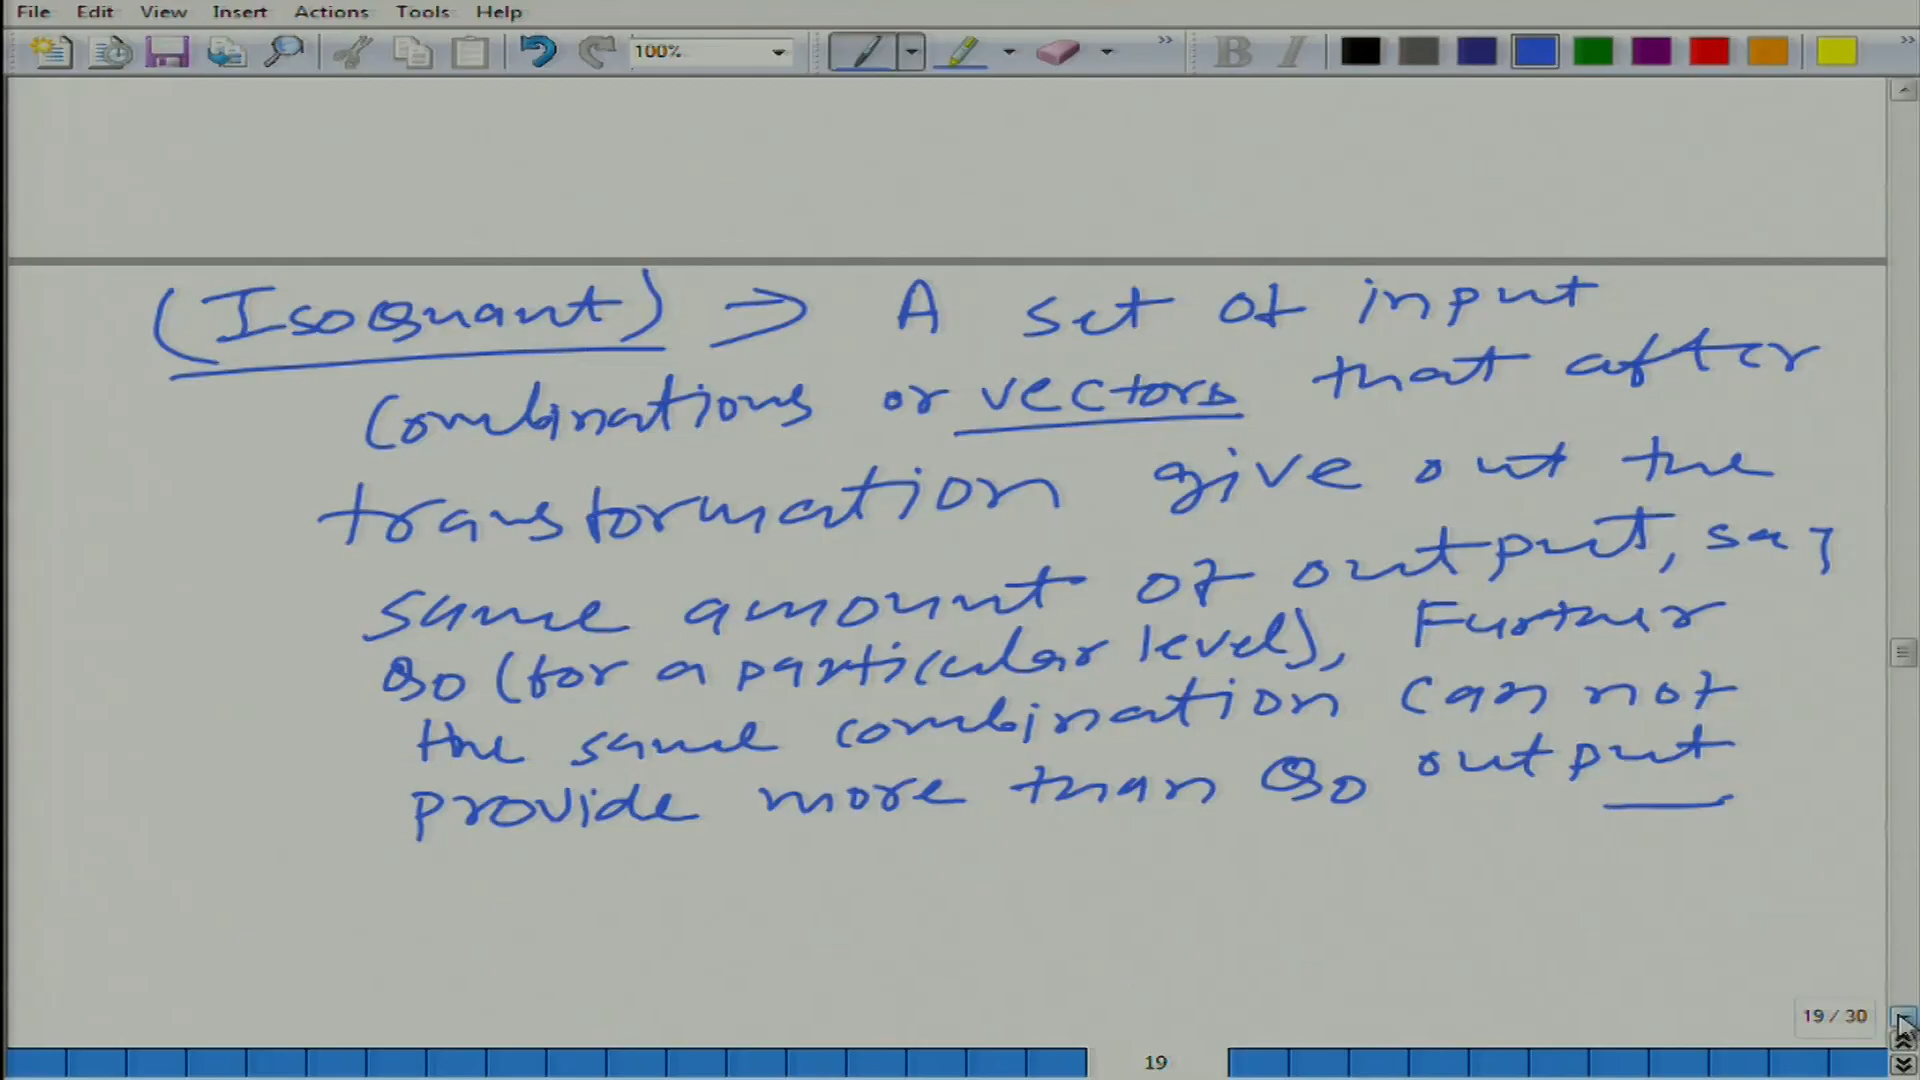 File Edit View Insert Actions Tools Help
100% B I
(IsoQuant) => A set of input
combinations or vectors that after
transformation give out the
same amount of output, say
Q0 (for a particular level), Further
the same combination can not
provide more than Q0 output
19 / 30
19